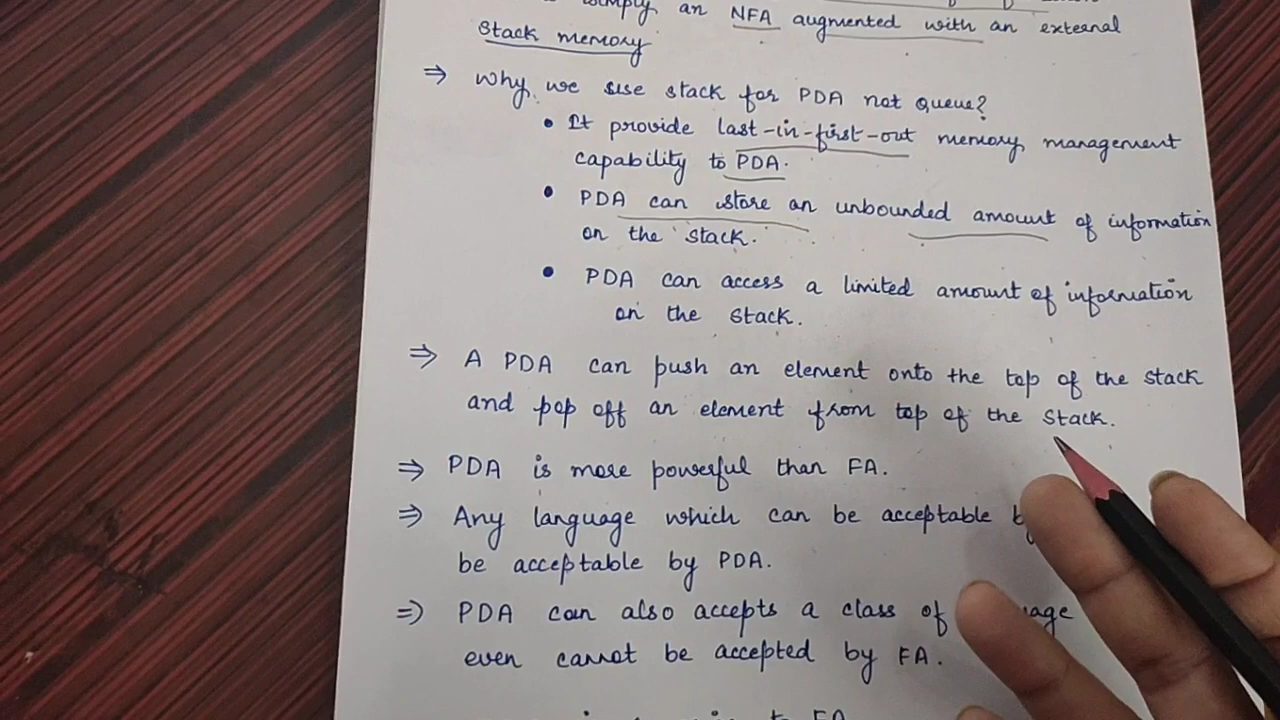 simply an NFA augmented with an external
stack memory
⇒ Why we use stack for PDA not queue?
• It provide last-in-first-out memory management
capability to PDA.
• PDA can store an unbounded amount of information
on the stack.
• PDA can access a limited amount of information
on the stack.
⇒ A PDA can push an element onto the top of the stack
and pop off an element from top of the stack.
⇒ PDA is more powerful than FA.
⇒ Any language which can be acceptable
be acceptable by PDA.
⇒ PDA can also accepts a class of
even cannot be accepted by FA.
to FA